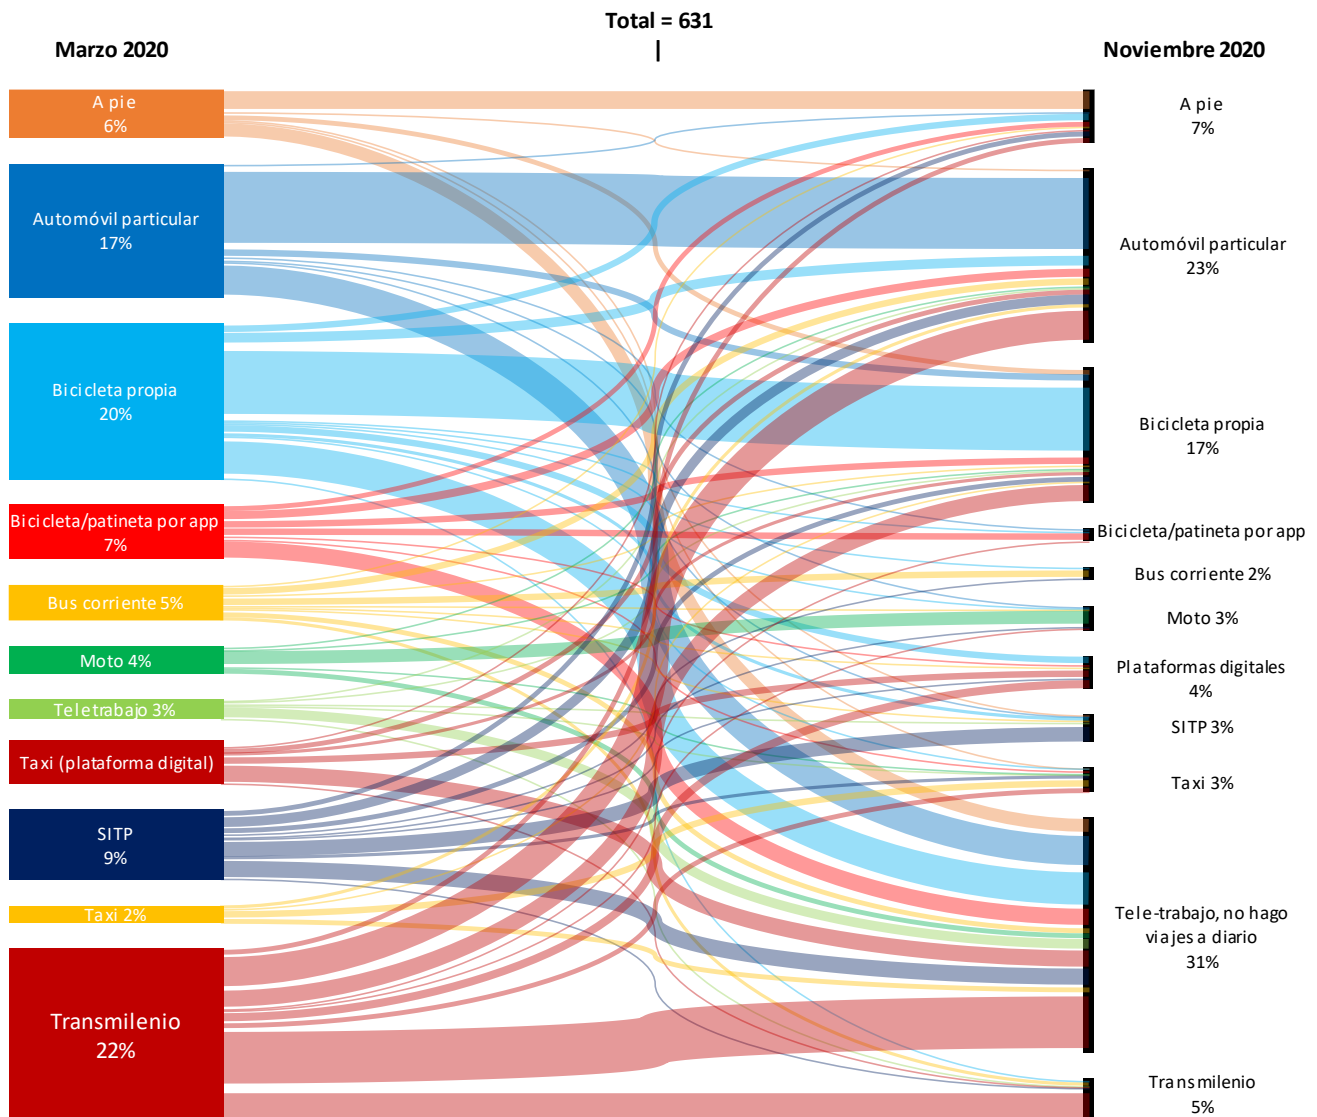 Total = 631
|
Marzo 2020
Noviembre 2020
A pie
6%
Automóvil particular
17%
Bicicleta propia
20%
Bicicleta/patineta por app
7%
Bus corriente 5%
Moto 4%
Teletrabajo 3%
Taxi (plataforma digital)
SITP
9%
Taxi 2%
Transmilenio
22%
A pie
7%
Automóvil particular
23%
Bicicleta propia
17%
Bicicleta/patineta por app
Bus corriente 2%
Moto 3%
Plataformas digitales
4%
SITP 3%
Taxi 3%
Tele-trabajo, no hago
viajes a diario
31%
Transmilenio
5%